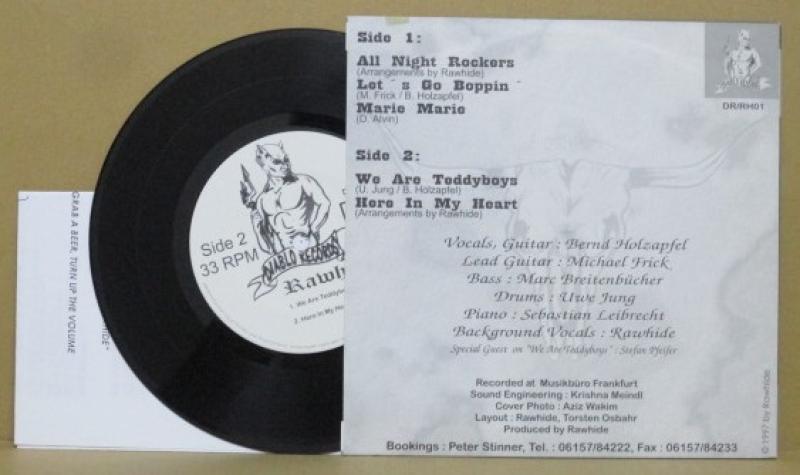 Side 1:
All Night Rockers
(Arrangements by Rawhide)
Let´s Go Boppin´
(M. Frick / B. Holzapfel)
Marie Marie
(D. Alvin)
Side 2:
We Are Teddyboys
(U. Jung / B. Holzapfel)
Here In My Heart
(Arrangements by Rawhide)
DR/RH01
Vocals, Guitar : Bernd Holzapfel
Lead Guitar : Michael Frick
Bass : Marc Breitenbücher
Drums : Uwe Jung
Piano : Sebastian Leibrecht
Background Vocals : Rawhide
Special Guest on "We Are Teddyboys" : Stefan Pfeifer
Recorded at Musikbüro Frankfurt
Sound Engineering : Krishna Meindl
Cover Photo : Aziz Wakim
Layout : Rawhide, Torsten Osbahr
Produced by Rawhide
Bookings : Peter Stinner, Tel. : 06157/84222, Fax : 06157/84233
© 1997 by Rawhide
Side 2
33 RPM
DIABLO RECORDS
Rawhi
1. We Are Teddybo
2. Here In My He
GRAB A BEER, TURN UP THE VOLUME
HIDE"